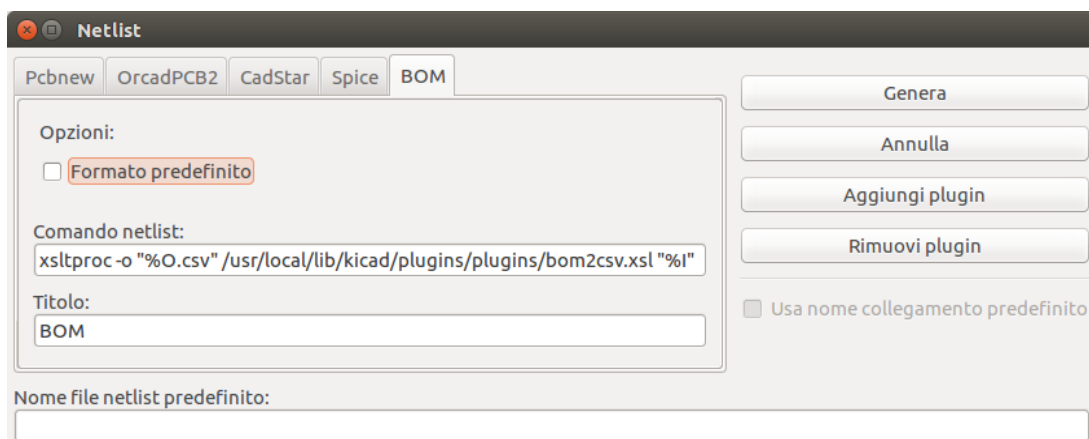 Netlist
Pcbnew OrcadPCB2 CadStar Spice BOM
Opzioni:
Formato predefinito
Comando netlist:
xsltproc -o "%O.csv" /usr/local/lib/kicad/plugins/plugins/bom2csv.xsl "%I"
Titolo:
BOM
Genera
Annulla
Aggiungi plugin
Rimuovi plugin
Usa nome collegamento predefinito
Nome file netlist predefinito: